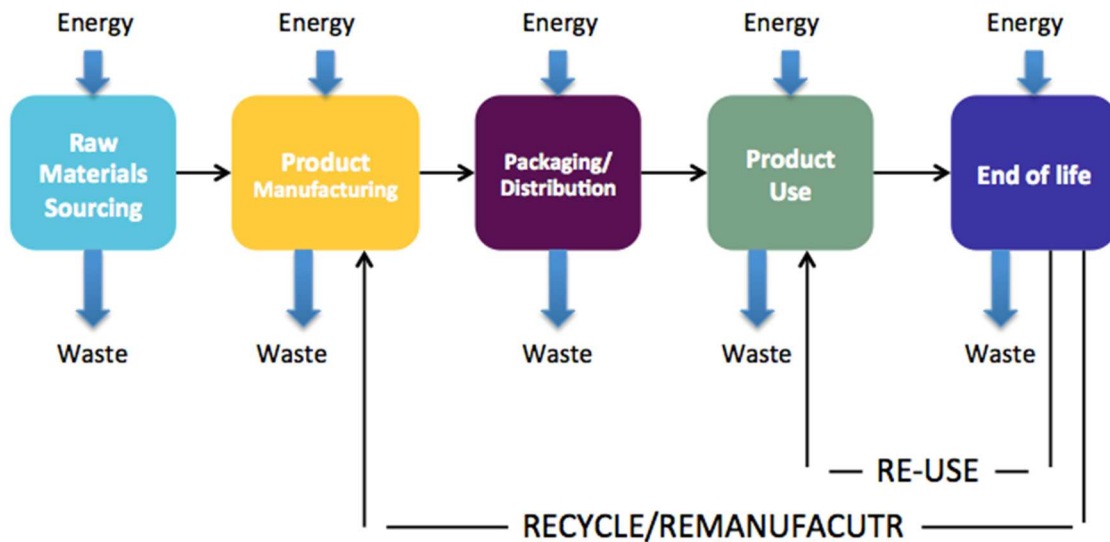 Energy
Energy
Energy
Energy
Energy
Raw
Materials
Sourcing
Product
Manufacturing
Packaging/
Distribution
Product
Use
End of life
Waste
Waste
Waste
Waste
Waste
RE-USE
RECYCLE/REMANUFACUTR